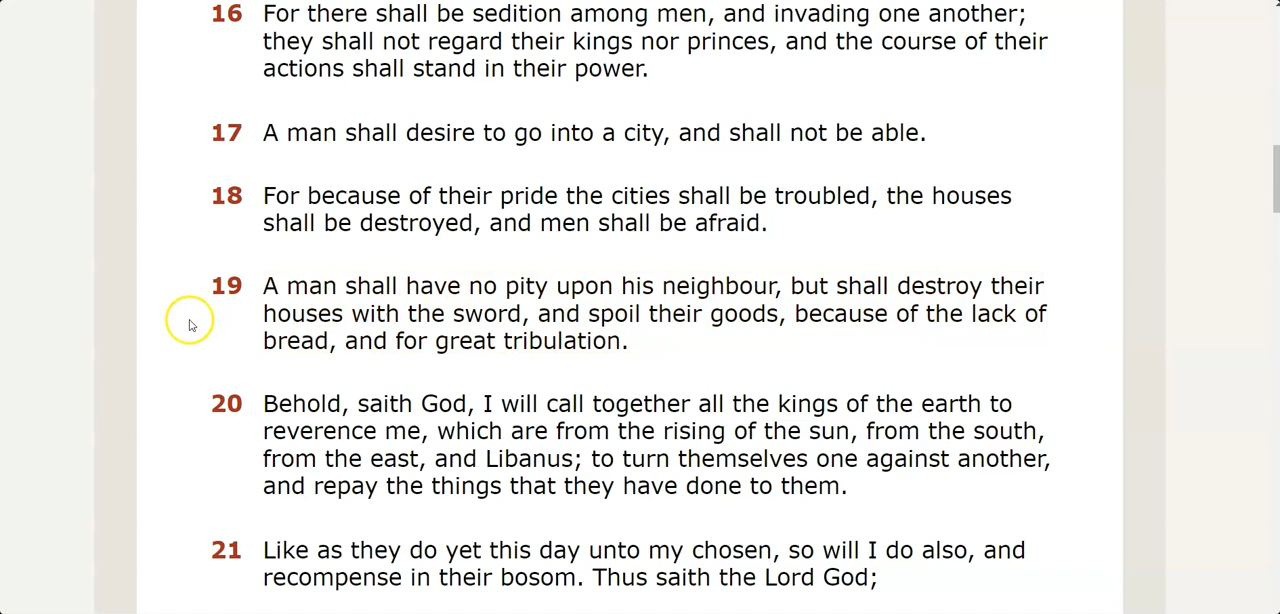 16 For there shall be sedition among men, and invading one another;
they shall not regard their kings nor princes, and the course of their
actions shall stand in their power.
17 A man shall desire to go into a city, and shall not be able.
18 For because of their pride the cities shall be troubled, the houses
shall be destroyed, and men shall be afraid.
19 A man shall have no pity upon his neighbour, but shall destroy their
houses with the sword, and spoil their goods, because of the lack of
bread, and for great tribulation.
20 Behold, saith God, I will call together all the kings of the earth to
reverence me, which are from the rising of the sun, from the south,
from the east, and Libanus; to turn themselves one against another,
and repay the things that they have done to them.
21 Like as they do yet this day unto my chosen, so will I do also, and
recompense in their bosom. Thus saith the Lord God;